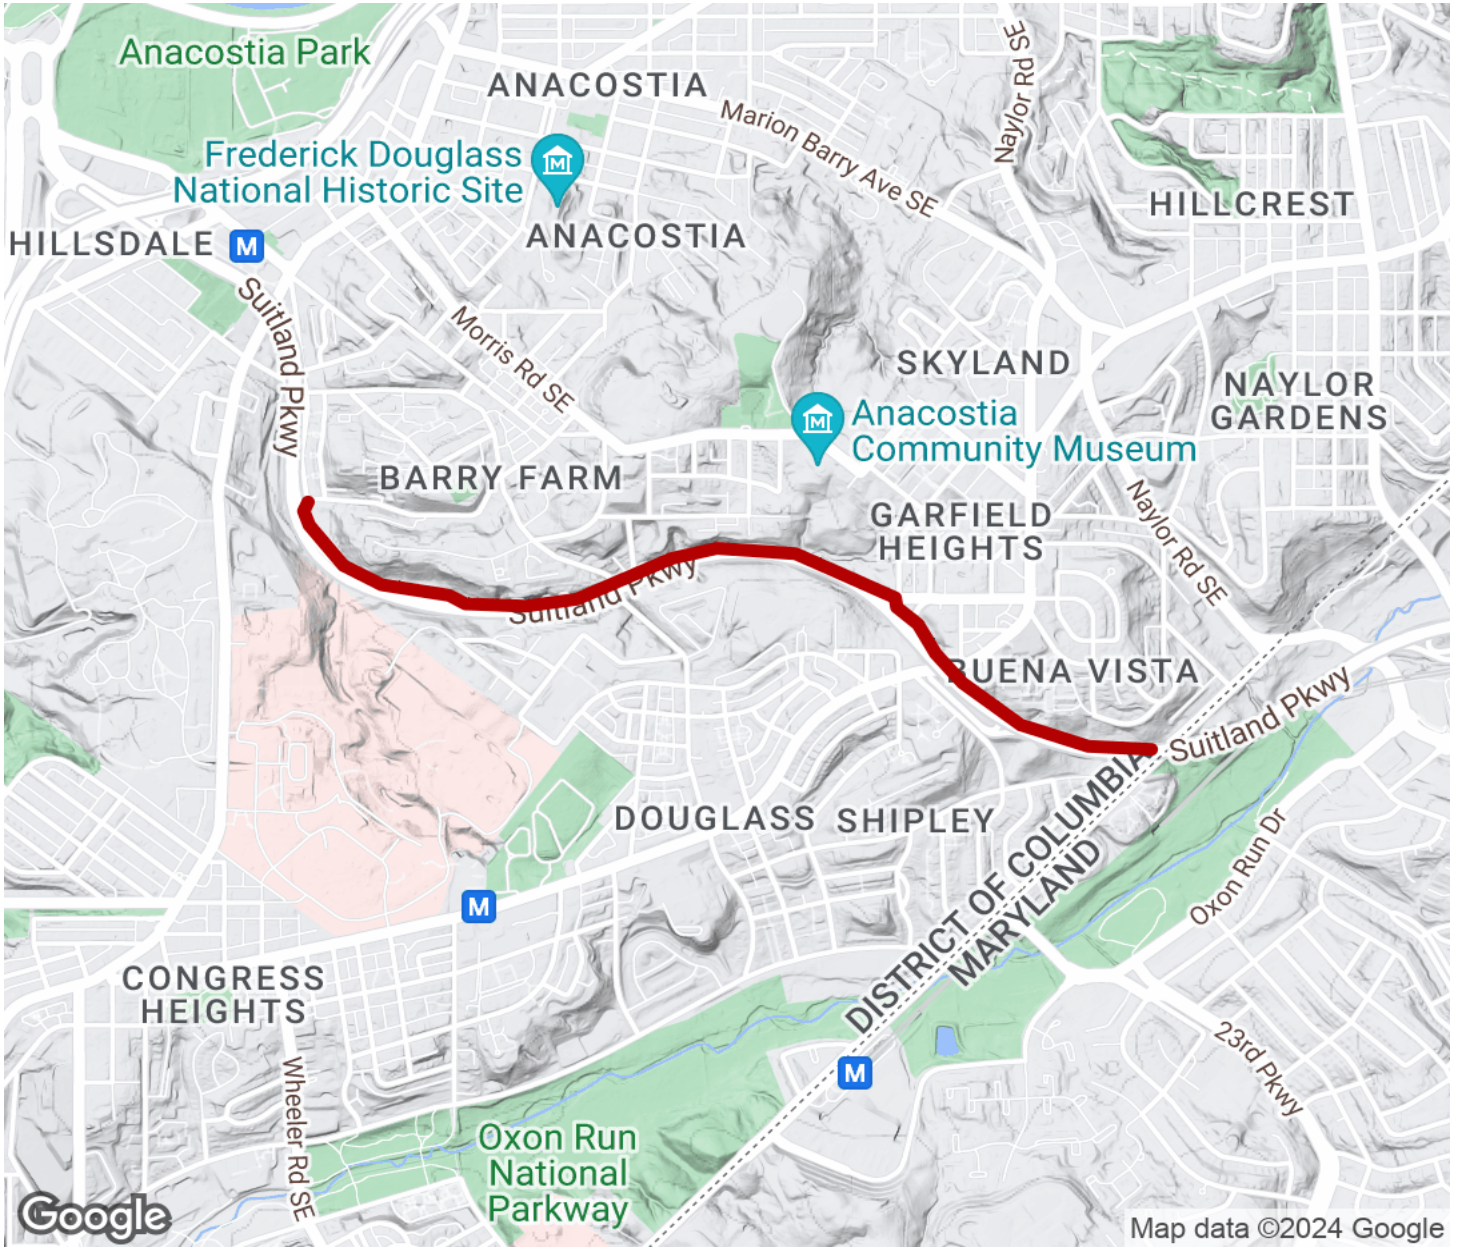 Anacostia Park
ANACOSTIA
Naylor Rd SE
Marion Barry Ave SE
Frederick Douglass
National Historic Site
HILLCREST
ANACOSTIA
HILLSDALE
M
Suitland Pkwy
Morris Rd SE
SKYLAND
NAYLOR
GARDENS
Anacostia
Community Museum
BARRY FARM
GARFIELD
HEIGHTS
Naylor Rd SE
Suitland Pkwy
BUENA VISTA
Suitland Pkwy
DOUGLASS
SHIPLEY
DISTRICT OF COLUMBIA
MARYLAND
Oxon Run Dr
M
CONGRESS
HEIGHTS
Wheeler Rd SE
M
23rd Pkwy
Oxon Run
National
Parkway
Google
Map data ©2024 Google